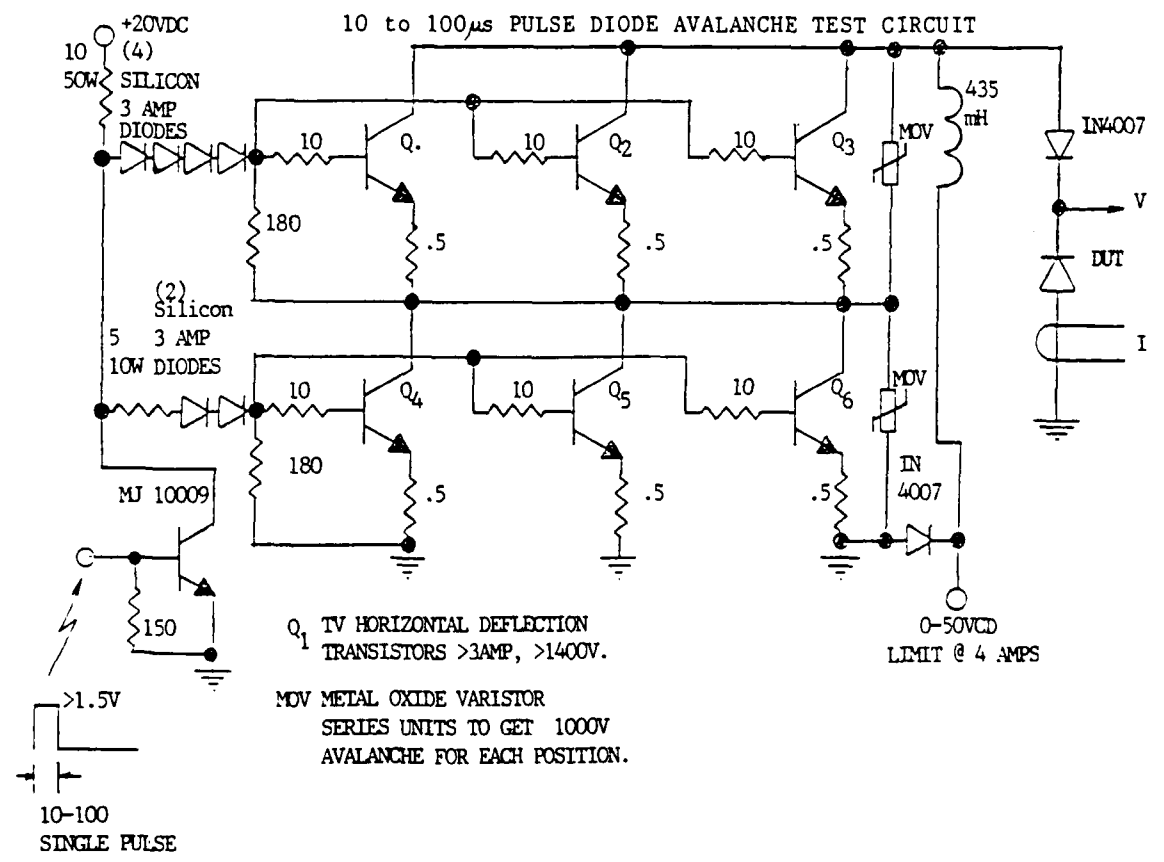 10 to 100µs PULSE DIODE AVALANCHE TEST CIRCUIT
+20VDC
10
50W
(4)
SILICON
3 AMP
DIODES
10
Q.
10
Q2
10
Q3
MOV
435
mH
IN4007
V
180
.5
.5
.5
DUT
I
(2)
Silicon
3 AMP
DIODES
5
10W
10
Q4
10
Q5
10
Q6
MOV
180
.5
.5
.5
IN
4007
MJ 10009
150
0-50VCD
LIMIT @ 4 AMPS
Q1 TV HORIZONTAL DEFLECTION
TRANSISTORS >3AMP, >1400V.
MOV METAL OXIDE VARISTOR
SERIES UNITS TO GET 1000V
AVALANCHE FOR EACH POSITION.
>1.5V
10-100
SINGLE PULSE